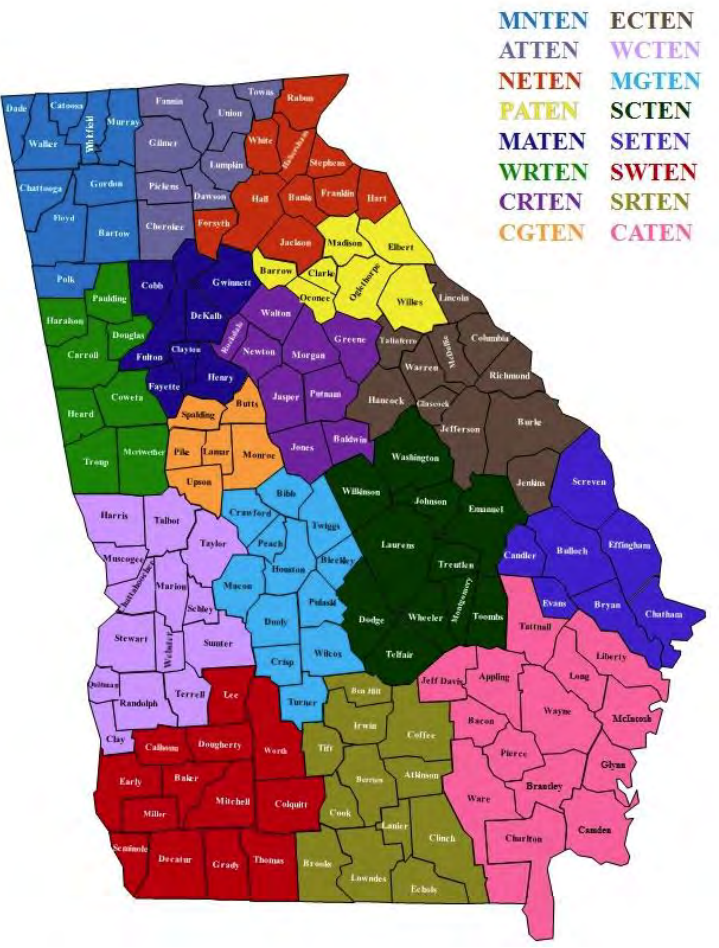 MNTEN ECTEN
ATTEN WCTEN
NETEN MGTEN
PATEN SCTEN
MATEN SETEN
WRTEN SWTEN
CRTEN SRTEN
CGTEN CATEN
Dade
Catoosa
Whitfield
Murray
Fannin
Union
Towns
Rabun
Walker
Gilmer
White
Habersham
Stephens
Lumpkin
Chattooga
Gordon
Pickens
Dawson
Hall
Banks
Franklin
Hart
Floyd
Bartow
Cherokee
Forsyth
Jackson
Madison
Elbert
Polk
Paulding
Cobb
Gwinnett
Barrow
Clarke
Oconee
Oglethorpe
Wilkes
Lincoln
Haralson
Douglas
DeKalb
Walton
Carroll
Fulton
Clayton
Rockdale
Newton
Morgan
Greene
Taliaferro
Warren
McDuffie
Columbia
Richmond
Heard
Coweta
Fayette
Henry
Butts
Jasper
Putnam
Hancock
Glascock
Jefferson
Burke
Spalding
Troup
Meriwether
Pike
Lamar
Monroe
Jones
Baldwin
Washington
Upson
Bibb
Wilkinson
Johnson
Emanuel
Jenkins
Screven
Harris
Talbot
Crawford
Twiggs
Taylor
Peach
Houston
Bleckley
Laurens
Treutlen
Candler
Bulloch
Effingham
Muscogee
Chattahoochee
Marion
Schley
Macon
Pulaski
Dooly
Dodge
Wheeler
Montgomery
Toombs
Evans
Bryan
Chatham
Stewart
Webster
Sumter
Crisp
Wilcox
Telfair
Tattnall
Liberty
Quitman
Randolph
Terrell
Lee
Turner
Ben Hill
Jeff Davis
Appling
Long
Clay
Calhoun
Dougherty
Worth
Tift
Irwin
Coffee
Bacon
Wayne
McIntosh
Early
Baker
Mitchell
Colquitt
Berrien
Atkinson
Pierce
Glynn
Miller
Cook
Lanier
Clinch
Ware
Brantley
Seminole
Decatur
Grady
Thomas
Brooks
Lowndes
Echols
Charlton
Camden